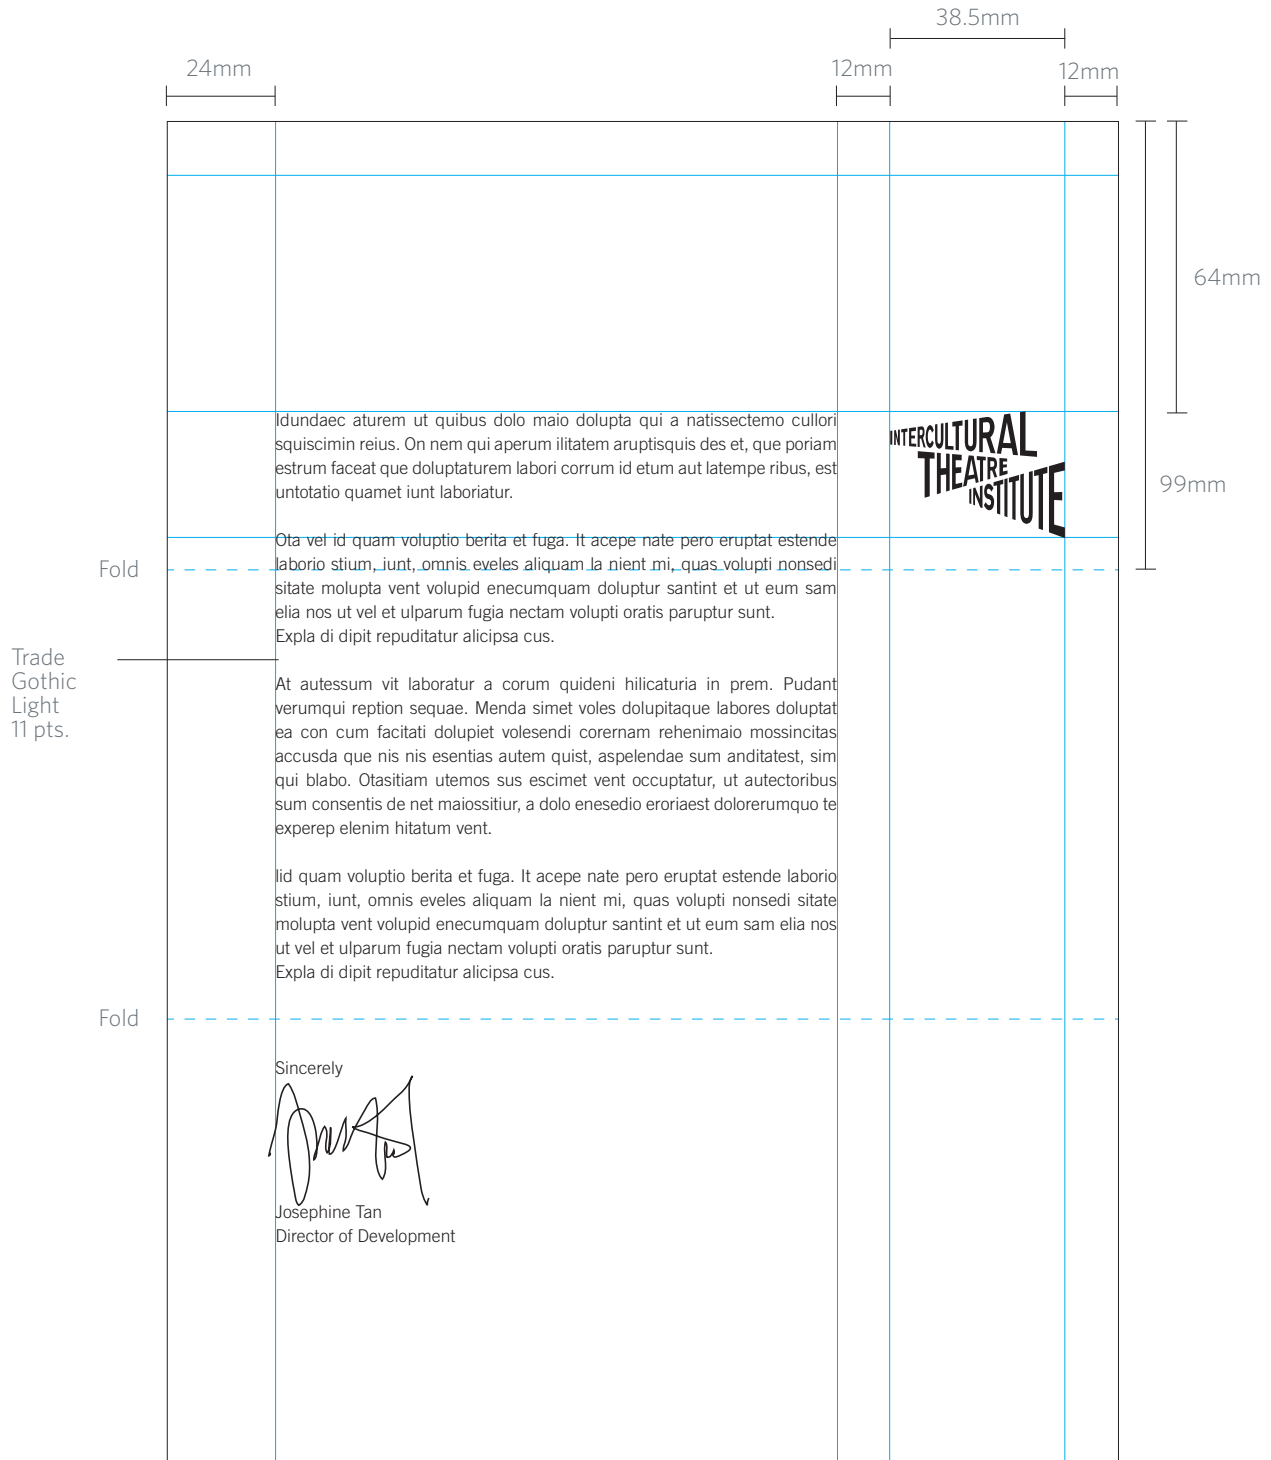 38.5mm
24mm
12mm
12mm
64mm
Idundaec aturem ut quibus dolo maio dolupta qui a natissectemo cullori
squiscimin reius. On nem qui aperum ilitatem aruptisquis des et, que poriam
estrum faceat que doluptaturem labori corrum id etum aut latempe ribus, est
untotatio quamet iunt laboriatur.
INTERCULTURAL
THEATRE
INSTITUTE
99mm
Ota vel id quam voluptio berita et fuga. It acepe nate pero eruptat estende
laborio stium, iunt, omnis eveles aliquam la nient mi, quas volupti nonsedi
sitate molupta vent volupid enecumquam doluptur santint et ut eum sam
elia nos ut vel et ulparum fugia nectam volupti oratis paruptur sunt.
Expla di dipit repuditatur alicipsa cus.
Fold
Trade
Gothic
Light
11 pts.
At autessum vit laboratur a corum quideni hilicaturia in prem. Pudant
verumqui reption sequae. Menda simet voles dolupitaque labores doluptat
ea con cum facitati dolupiet volesendi corernam rehenimaio mossincitas
accusda que nis nis esentias autem quist, aspelendae sum anditatest, sim
qui blabo. Otasitiam utemos sus escimet vent occuptatur, ut autectoribus
sum consentis de net maiossitiur, a dolo enesedio eroriaest dolorerumquo te
experep elenim hitatum vent.
lid quam voluptio berita et fuga. It acepe nate pero eruptat estende laborio
stium, iunt, omnis eveles aliquam la nient mi, quas volupti nonsedi sitate
molupta vent volupid enecumquam doluptur santint et ut eum sam elia nos
ut vel et ulparum fugia nectam volupti oratis paruptur sunt.
Expla di dipit repuditatur alicipsa cus.
Fold
Sincerely
Josephine Tan
Director of Development